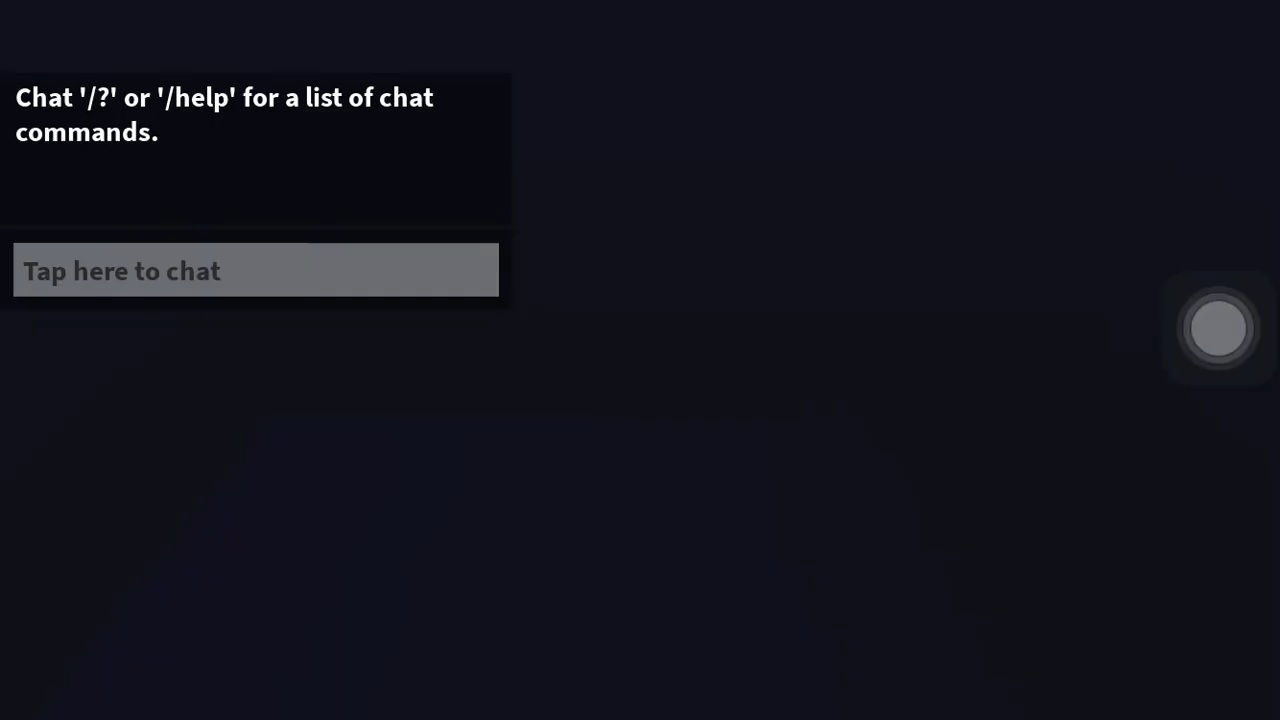 Chat '/?' or '/help' for a list of chat
commands.
Tap here to chat